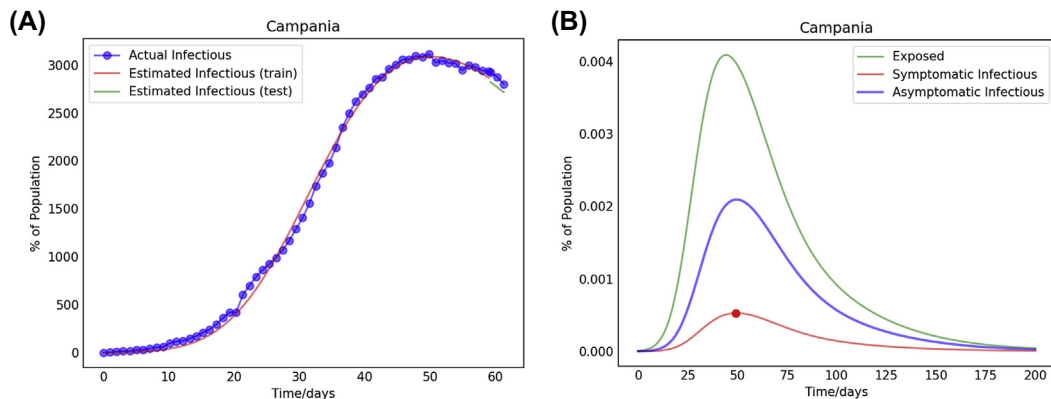 (A)
Campania
Actual Infectious
Estimated Infectious (train)
Estimated Infectious (test)
% of Population
3000
2500
2000
1500
1000
500
0
0 10 20 30 40 50 60
Time/days
(B)
Campania
Exposed
Symptomatic Infectious
Asymptomatic Infectious
% of Population
0.004
0.003
0.002
0.001
0.000
0 25 50 75 100 125 150 175 200
Time/days